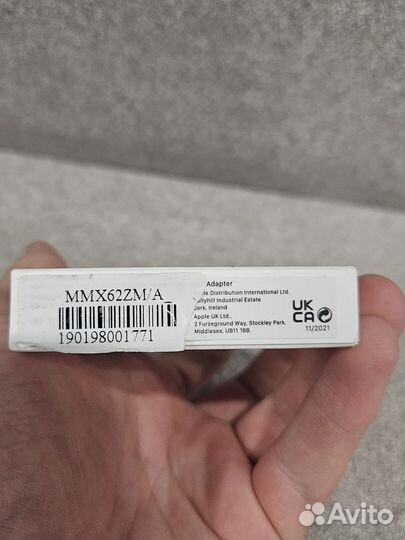 MMX62ZM/A
190198001771
Adapter
Distribution International Ltd.
Industrial Estate
Cork, Ireland
Apple UK Ltd.,
2 Furzeground Way, Stockley Park,
Middlesex, UB11 1BB.
UK
CA
11/2021
Avito